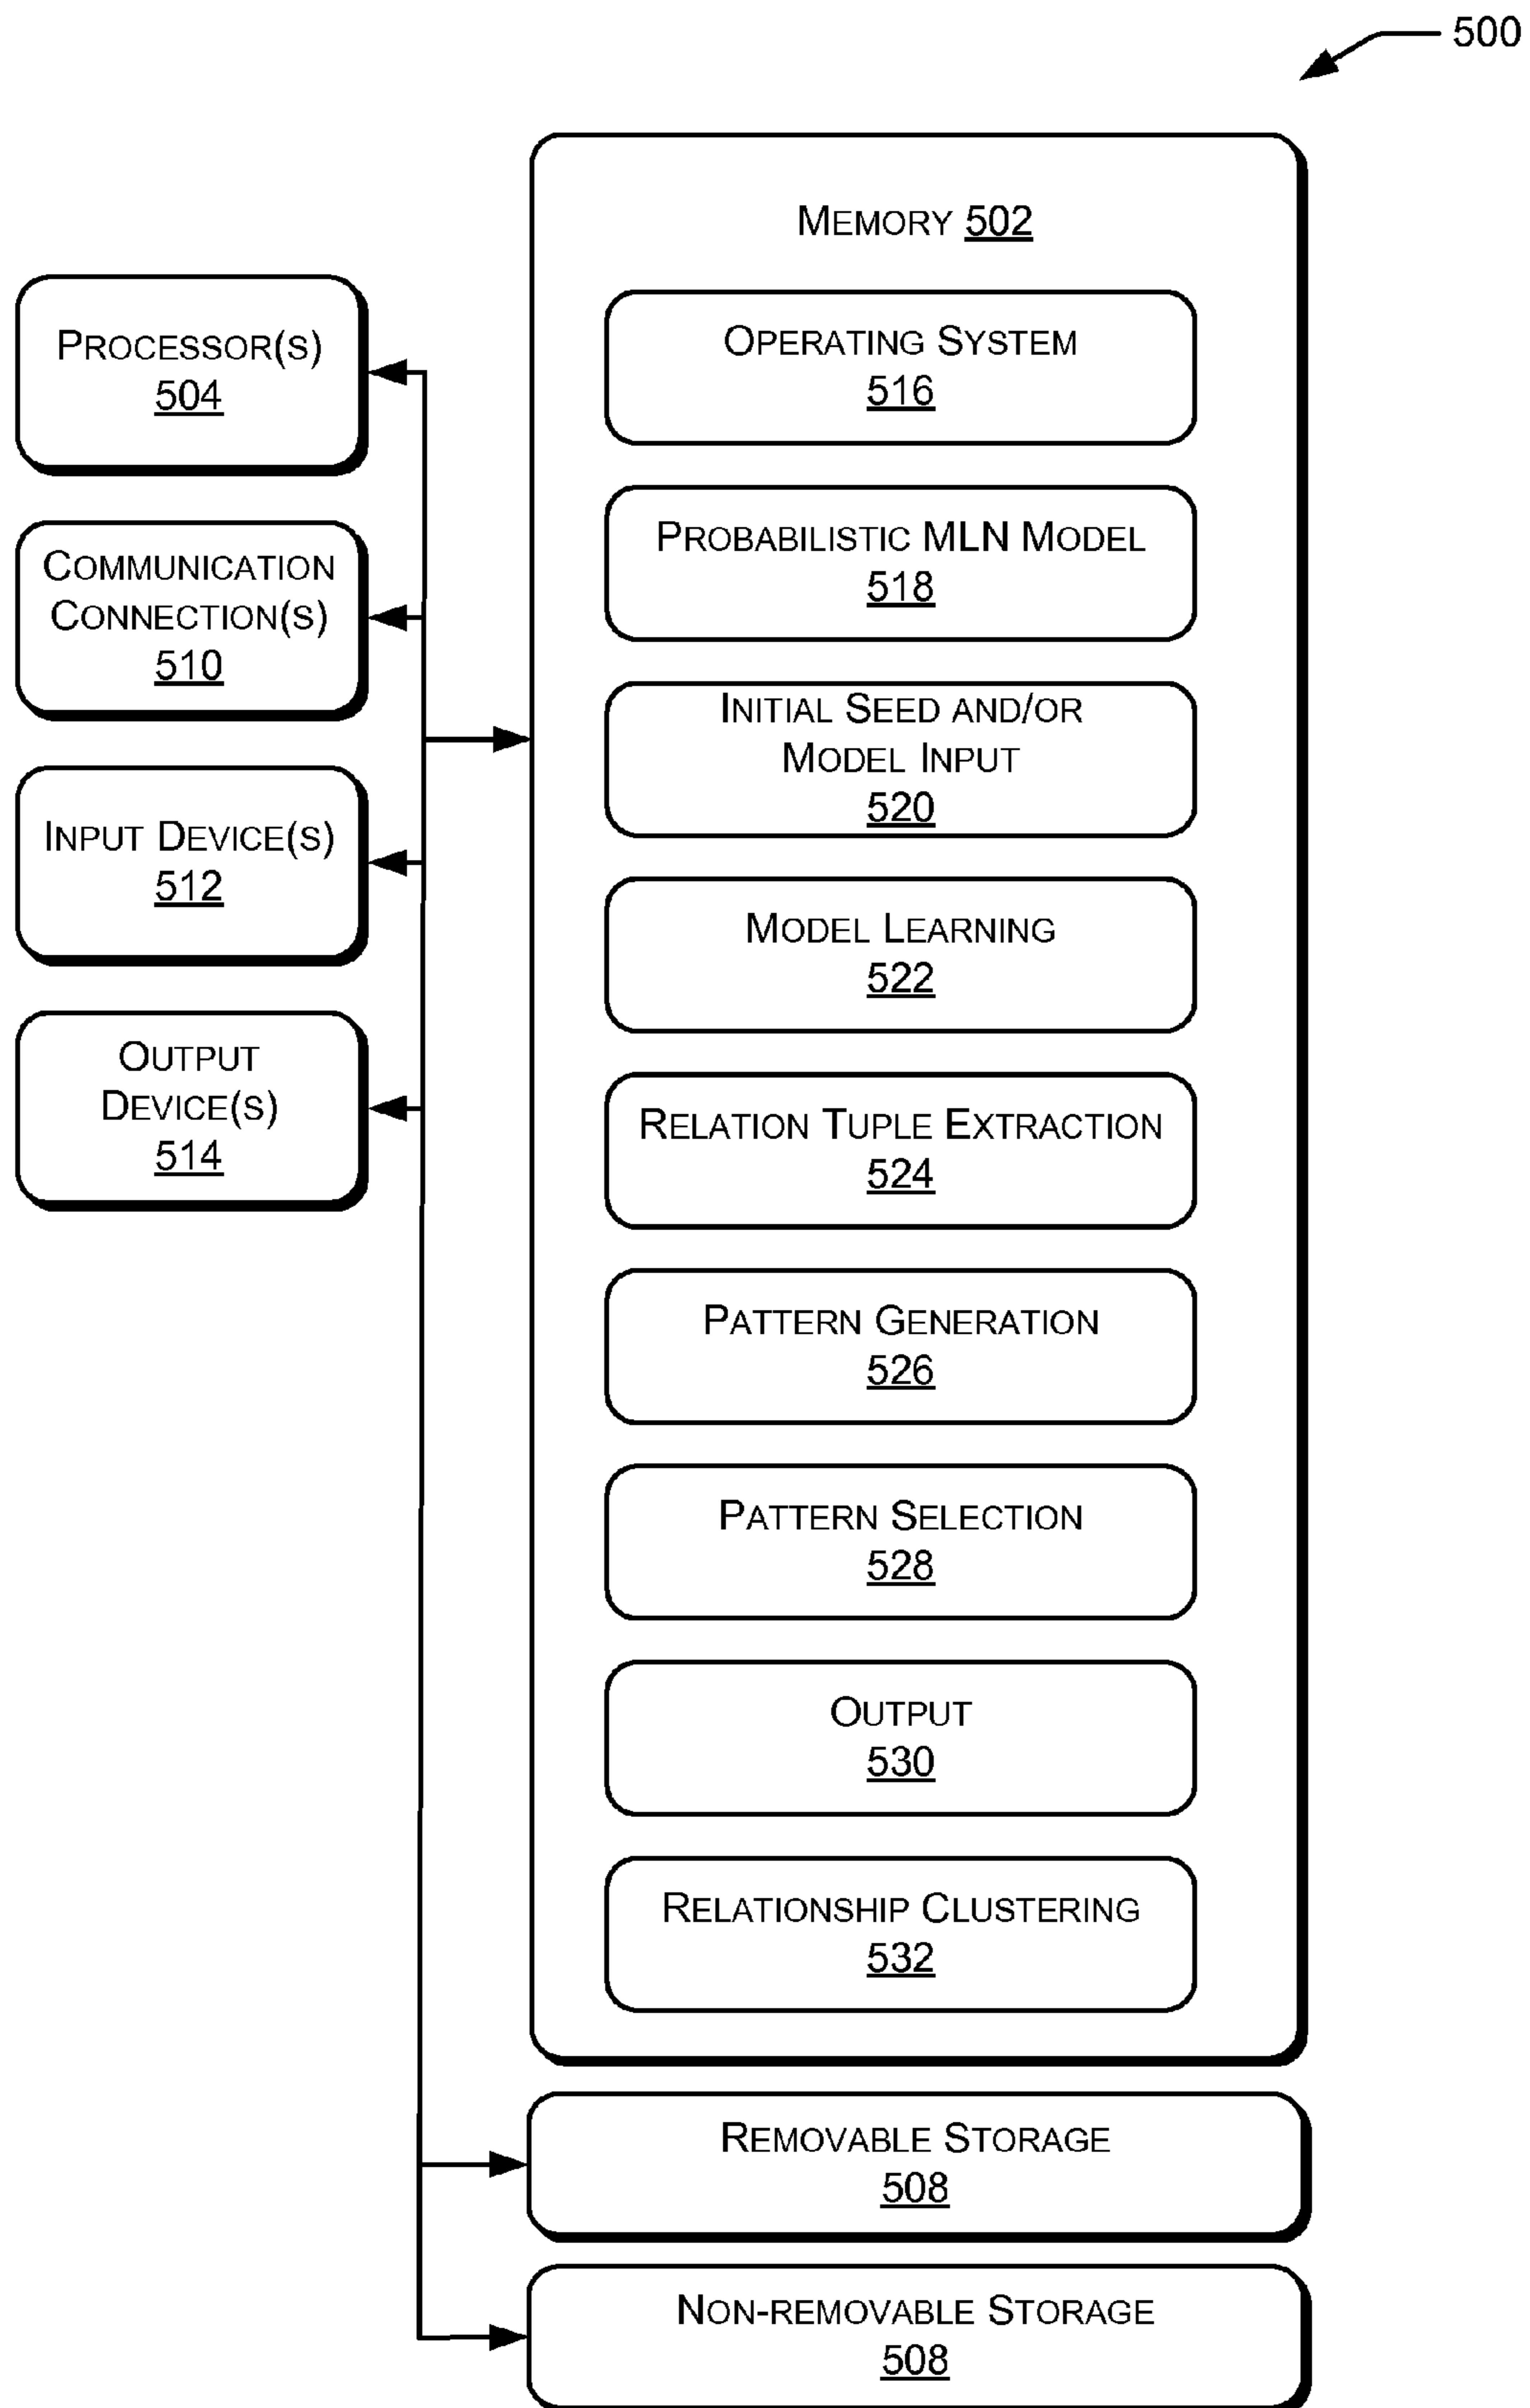 500
MEMORY 502
PROCESSOR(S)
504
COMMUNICATION
CONNECTION(S)
510
INPUT DEVICE(S)
512
OUTPUT
DEVICE(S)
514
OPERATING SYSTEM
516
PROBABILISTIC MLN MODEL
518
INITIAL SEED AND/OR
MODEL INPUT
520
MODEL LEARNING
522
RELATION TUPLE EXTRACTION
524
PATTERN GENERATION
526
PATTERN SELECTION
528
OUTPUT
530
RELATIONSHIP CLUSTERING
532
REMOVABLE STORAGE
508
NON-REMOVABLE STORAGE
508